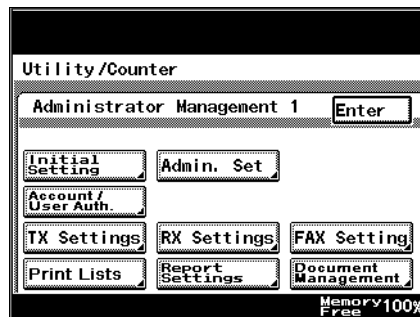 Utility/Counter
Administrator Management 1
Enter
Initial
Setting
Admin. Set
Account/
User Auth.
TX Settings
RX Settings
FAX Setting
Print Lists
Report
Settings
Document
Management
Memory
Free 100%